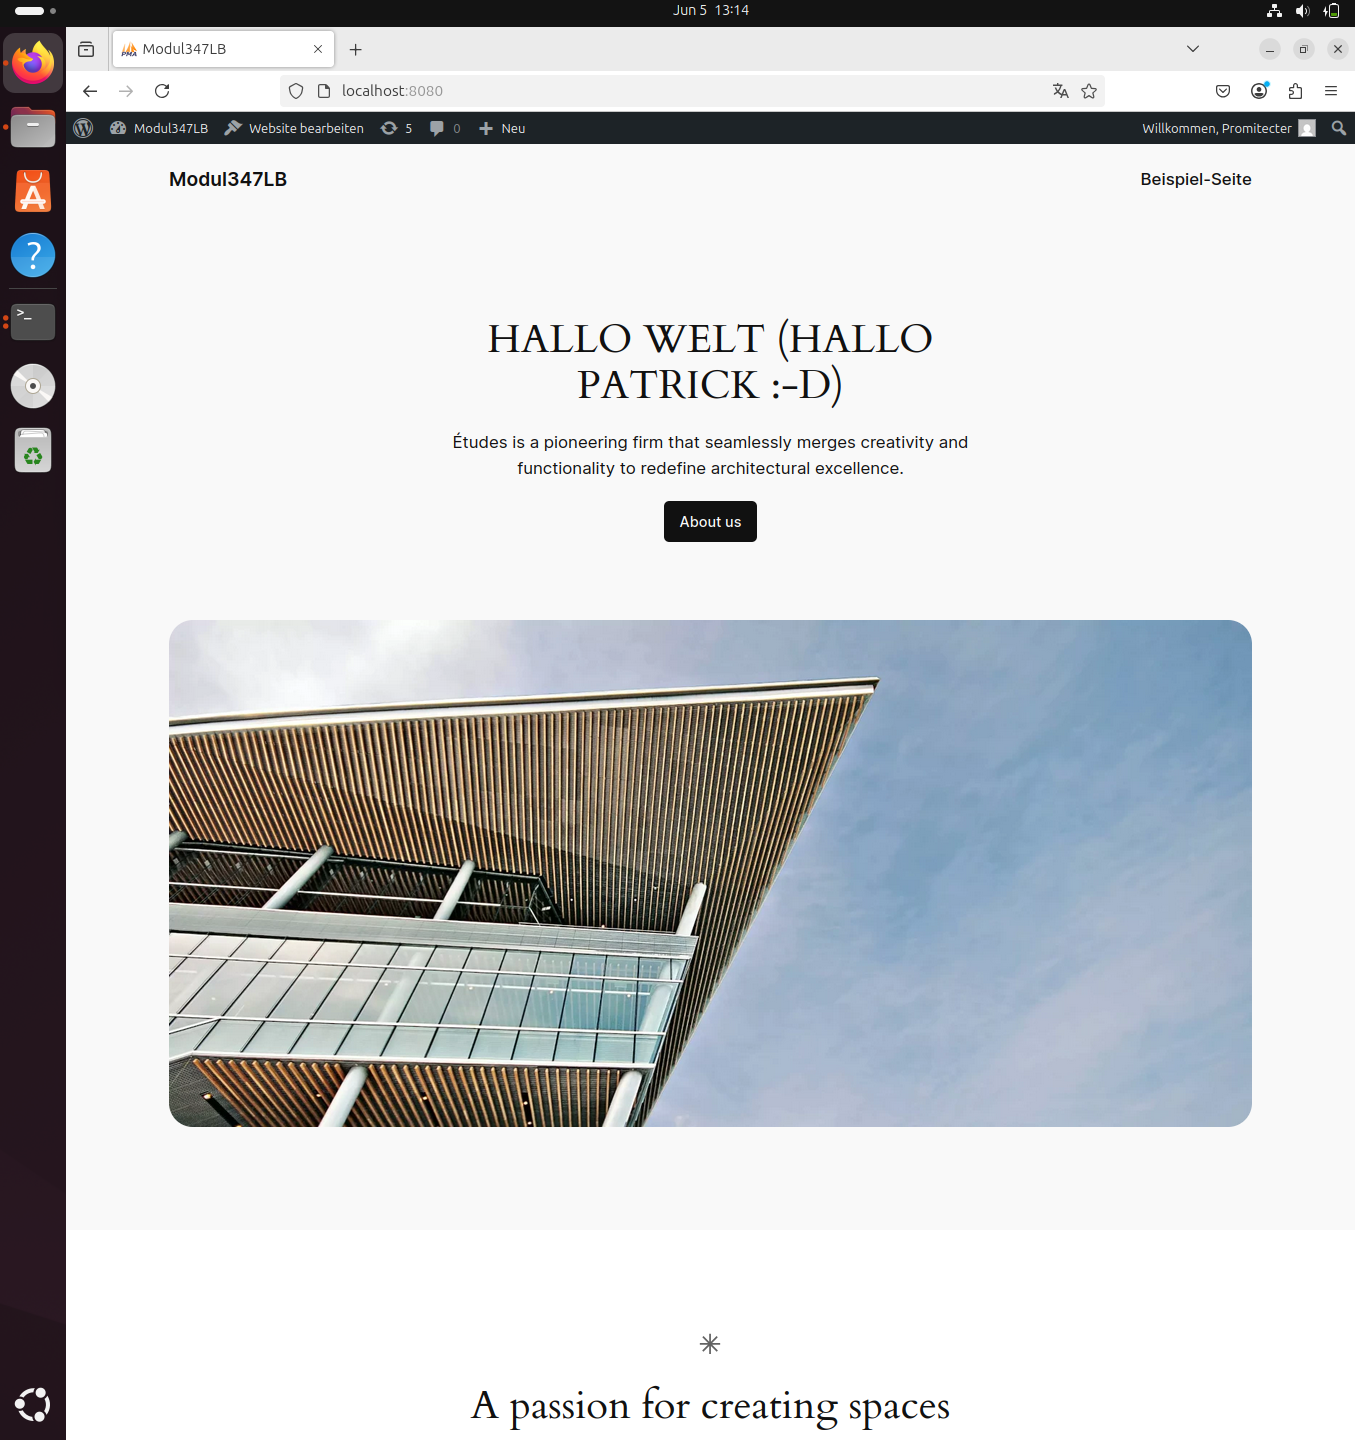 Jun 5 13:14
PMA Modul347LB
localhost:8080
Modul347LB Website bearbeiten 5 0 Neu Willkommen, Promitecter
Modul347LB Beispiel-Seite
HALLO WELT (HALLO
PATRICK :-D)
Études is a pioneering firm that seamlessly merges creativity and
functionality to redefine architectural excellence.
About us
A passion for creating spaces